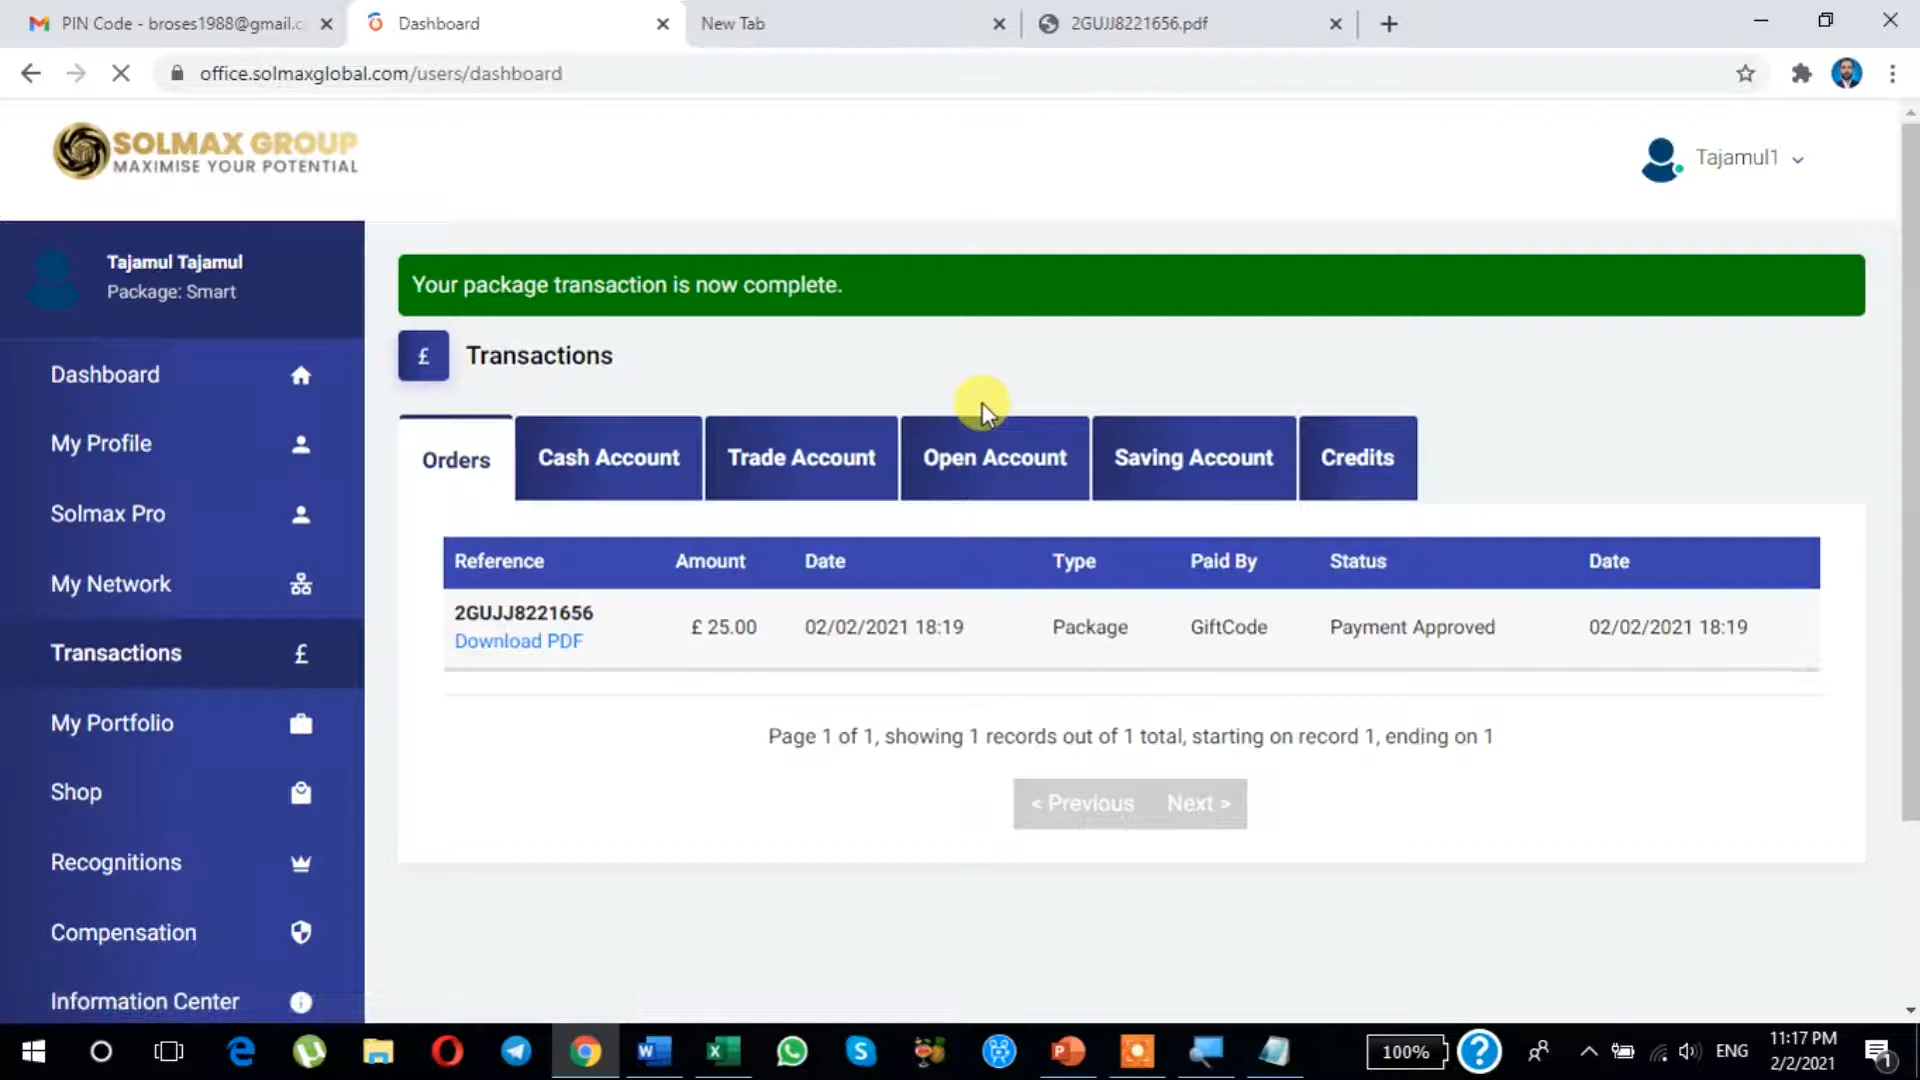 PIN Code - broses1988@gmail.c
Dashboard
New Tab
2GUJJ8221656.pdf
office.solmaxglobal.com/users/dashboard
SOLMAX GROUP
MAXIMISE YOUR POTENTIAL
Tajamul1
Tajamul Tajamul
Package: Smart
Dashboard
My Profile
Solmax Pro
My Network
Transactions £
My Portfolio
Shop
Recognitions
Compensation
Information Center
Your package transaction is now complete.
£ Transactions
Orders Cash Account Trade Account Open Account Saving Account Credits
Reference Amount Date Type Paid By Status Date
2GUJJ8221656 £ 25.00 02/02/2021 18:19 Package GiftCode Payment Approved 02/02/2021 18:19
Download PDF
Page 1 of 1, showing 1 records out of 1 total, starting on record 1, ending on 1
< Previous Next >
100%
ENG
11:17 PM
2/2/2021
1